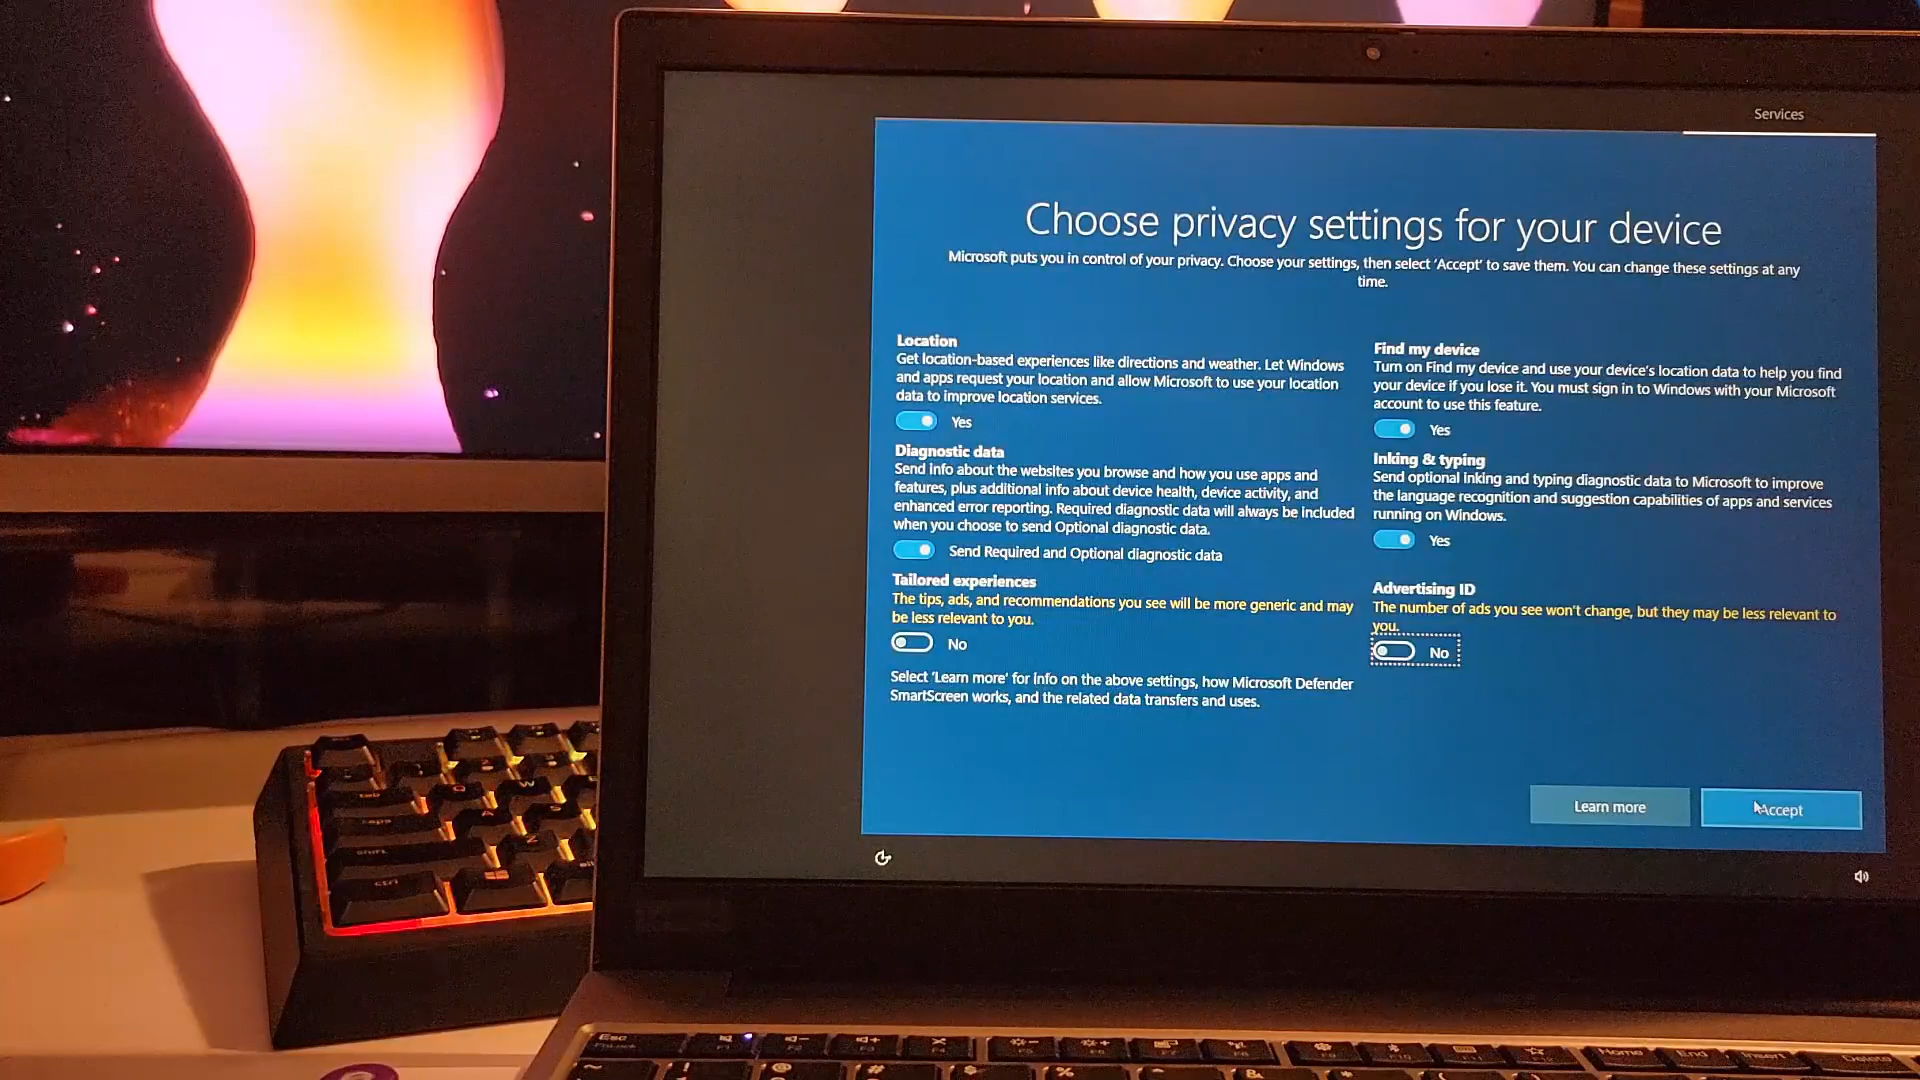 Services
Choose privacy settings for your device
Microsoft puts you in control of your privacy. Choose your settings, then select 'Accept' to save them. You can change these settings at any
time.
Location
Get location-based experiences like directions and weather. Let Windows
and apps request your location and allow Microsoft to use your location
data to improve location services.
Yes
Diagnostic data
Send info about the websites you browse and how you use apps and
features, plus additional info about device health, device activity, and
enhanced error reporting. Required diagnostic data will always be included
when you choose to send Optional diagnostic data.
Send Required and Optional diagnostic data
Tailored experiences
The tips, ads, and recommendations you see will be more generic and may
be less relevant to you.
No
Select 'Learn more' for info on the above settings, how Microsoft Defender
SmartScreen works, and the related data transfers and uses.
Find my device
Turn on Find my device and use your device's location data to help you find
your device if you lose it. You must sign in to Windows with your Microsoft
account to use this feature.
Yes
Inking & typing
Send optional inking and typing diagnostic data to Microsoft to improve
the language recognition and suggestion capabilities of apps and services
running on Windows.
Yes
Advertising ID
The number of ads you see won't change, but they may be less relevant to
you.
No
Learn more
Accept
Esc
Home
End
Insert
Delete